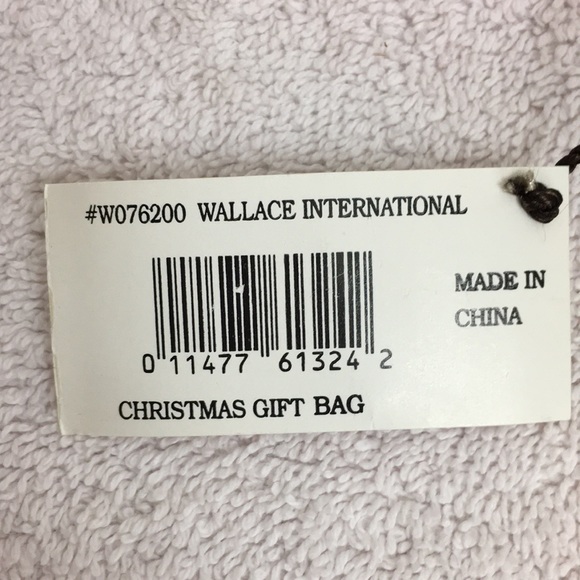 #W076200 WALLACE INTERNATIONAL
MADE IN
CHINA
0 11477 61324 2
CHRISTMAS GIFT BAG